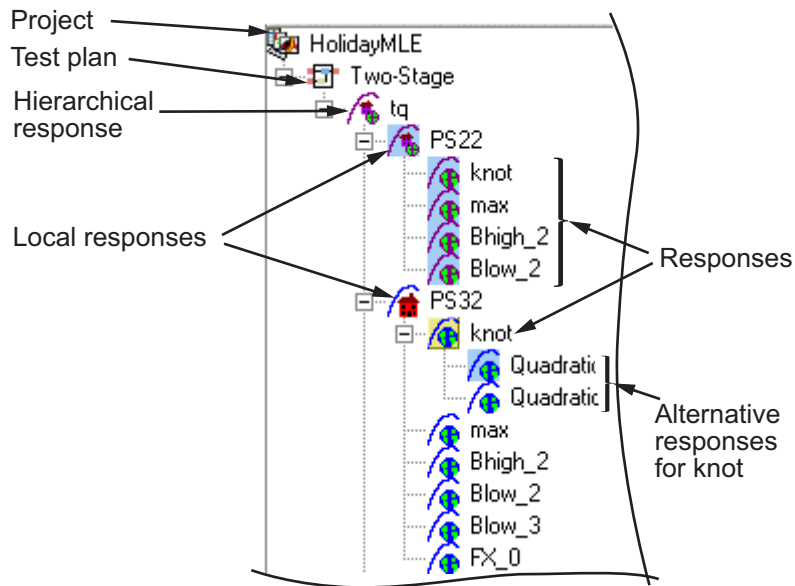 Project
HolidayMLE
Test plan
Two-Stage
Hierarchical
response
tq
PS22
knot
max
Bhigh_2
Blow_2
Local responses
Responses
PS32
knot
Quadratic
Quadratic
Alternative
responses
for knot
max
Bhigh_2
Blow_2
Blow_3
FX_0